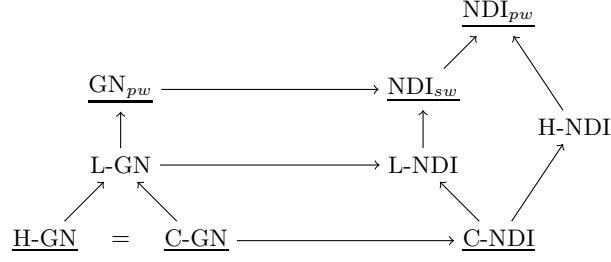 NDI_pw
GN_pw NDI_sw
H-NDI
L-GN L-NDI
H-GN = C-GN C-NDI